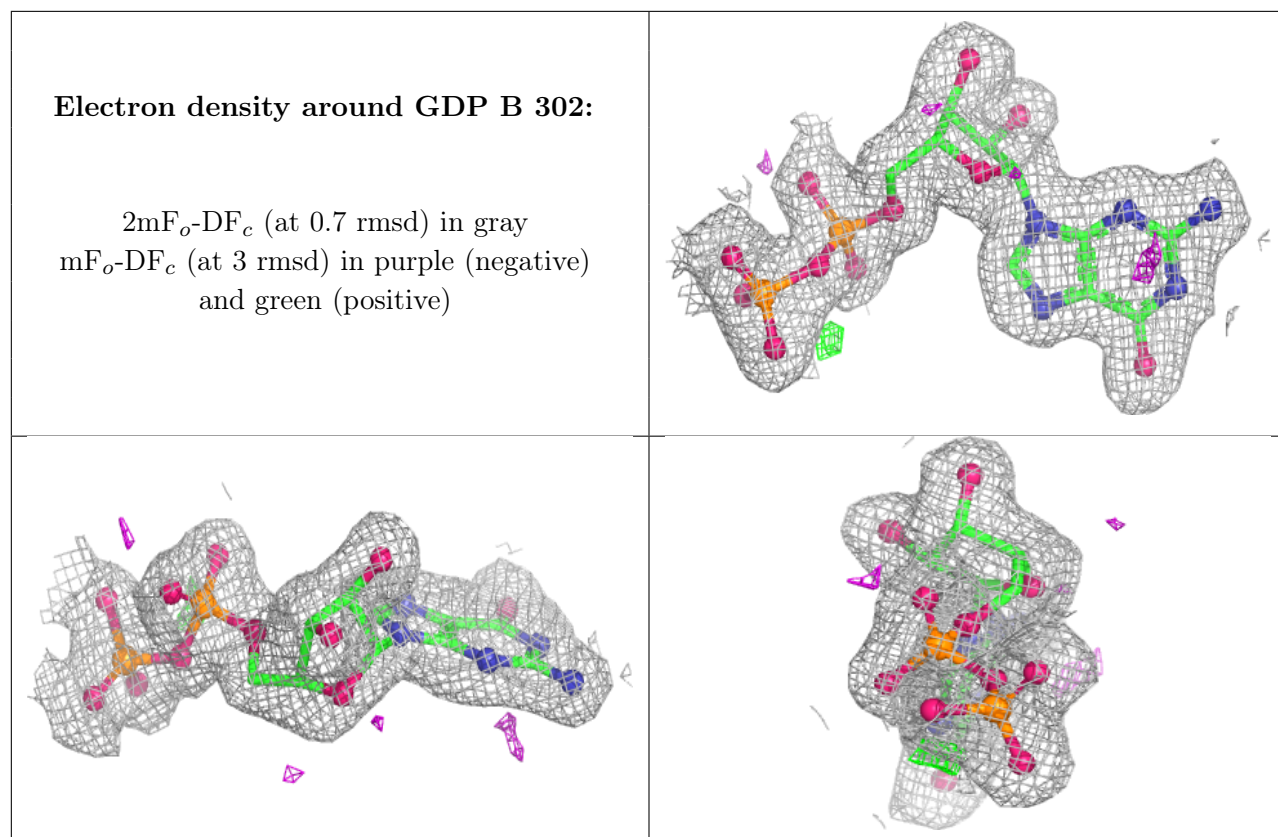 Electron density around GDP B 302:
2mFₒ-DF𝒸 (at 0.7 rmsd) in gray
mFₒ-DF𝒸 (at 3 rmsd) in purple (negative)
and green (positive)